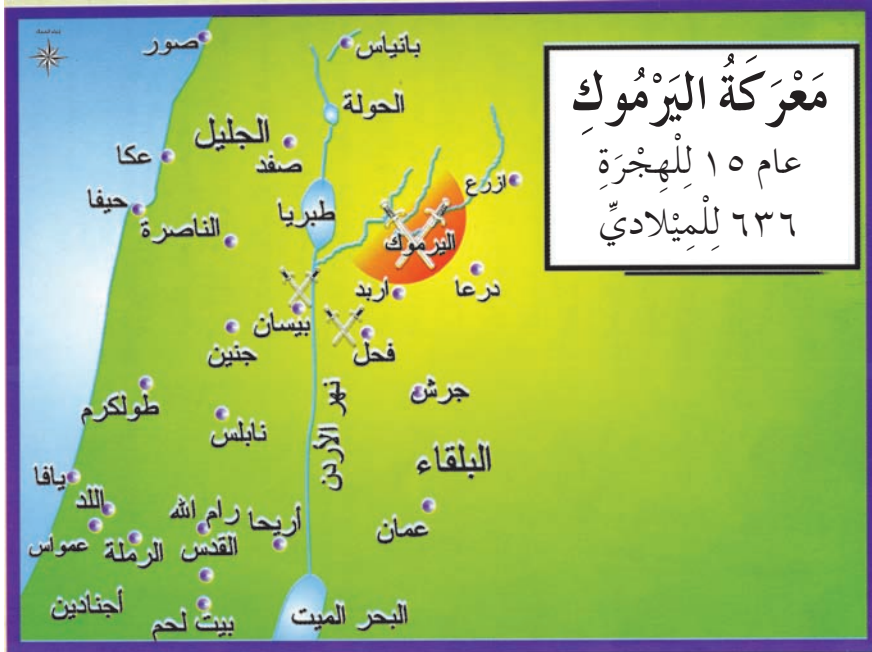 مَعْرَكَةُ اليَرْمُوكِ
عام ١٥ لِلْهِجْرَةِ
٦٣٦ لِلْمِيْلاديِّ
صور
بانياس
الحولة
الجليل
صفد
عكا
ازرع
حيفا
طبريا
الناصرة
اليرموك
درعا
أربد
بيسان
فحل
جنين
جرش
طولكرم
نابلس
نهر الأردن
البلقاء
يافا
اللد
رام الله
أريحا
عمان
عمواس
الرملة
القدس
أجنادين
بيت لحم
البحر الميت